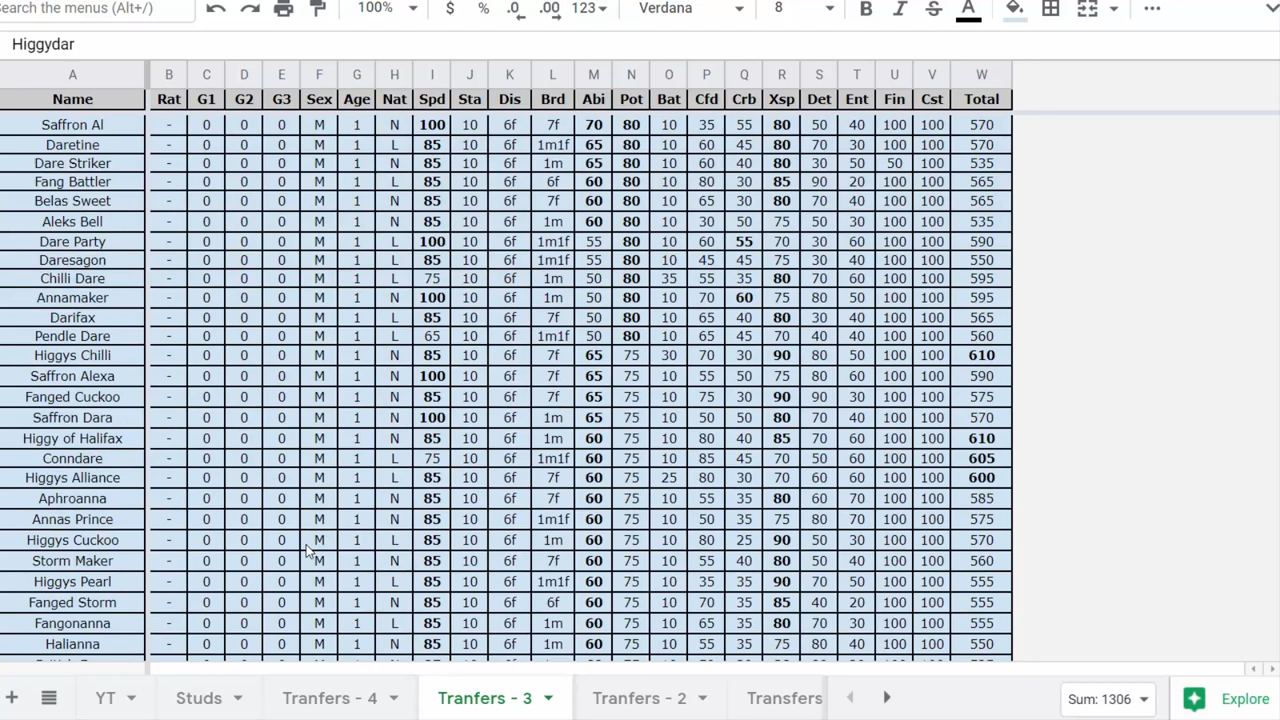 Search the menus (Alt+/) 100% $ % .0 .00 123 Verdana 8 B I S A ...
Higgydar
A B C D E F G H I J K L M N O P Q R S T U V W
Name Rat G1 G2 G3 Sex Age Nat Spd Sta Dis Brd Abi Pot Bat Cfd Crb Xsp Det Ent Fin Cst Total
Saffron Al - 0 0 0 M 1 N 100 10 6f 7f 70 80 10 35 55 80 50 40 100 100 570
Daretine - 0 0 0 M 1 L 85 10 6f 1m1f 65 80 10 60 45 80 70 30 100 100 570
Dare Striker - 0 0 0 M 1 N 85 10 6f 1m 65 80 10 60 40 80 30 50 50 100 535
Fang Battler - 0 0 0 M 1 L 85 10 6f 6f 60 80 10 80 30 85 90 20 100 100 565
Belas Sweet - 0 0 0 M 1 N 85 10 6f 7f 60 80 10 65 30 80 70 40 100 100 565
Aleks Bell - 0 0 0 M 1 N 85 10 6f 1m 60 80 10 30 50 75 50 30 100 100 535
Dare Party - 0 0 0 M 1 L 100 10 6f 1m1f 55 80 10 60 55 70 30 60 100 100 590
Daresagon - 0 0 0 M 1 L 85 10 6f 1m1f 55 80 10 45 45 75 30 40 100 100 550
Chilli Dare - 0 0 0 M 1 L 75 10 6f 1m 50 80 35 55 35 80 70 60 100 100 595
Annamaker - 0 0 0 M 1 N 100 10 6f 1m 50 80 10 70 60 75 80 50 100 100 595
Darifax - 0 0 0 M 1 N 85 10 6f 7f 50 80 10 65 40 80 30 40 100 100 565
Pendle Dare - 0 0 0 M 1 L 65 10 6f 1m1f 50 80 10 65 45 70 40 40 100 100 560
Higgys Chilli - 0 0 0 M 1 N 85 10 6f 7f 65 75 30 70 30 90 80 50 100 100 610
Saffron Alexa - 0 0 0 M 1 N 100 10 6f 7f 65 75 10 55 50 75 80 60 100 100 590
Fanged Cuckoo - 0 0 0 M 1 N 85 10 6f 7f 65 75 10 70 35 90 90 30 100 100 575
Saffron Dara - 0 0 0 M 1 N 100 10 6f 1m 65 75 10 50 50 80 70 40 100 100 570
Higgy of Halifax - 0 0 0 M 1 N 85 10 6f 1m 60 75 10 80 40 85 70 60 100 100 610
Conndare - 0 0 0 M 1 L 75 10 6f 1m1f 60 75 10 85 45 70 50 60 100 100 605
Higgys Alliance - 0 0 0 M 1 L 85 10 6f 7f 60 75 25 80 30 70 60 60 100 100 600
Aphroanna - 0 0 0 M 1 N 85 10 6f 7f 60 75 10 55 35 80 60 70 100 100 585
Annas Prince - 0 0 0 M 1 N 85 10 6f 1m1f 60 75 10 50 35 75 80 70 100 100 575
Higgys Cuckoo - 0 0 0 M 1 L 85 10 6f 1m 60 75 10 80 25 90 50 30 100 100 570
Storm Maker - 0 0 0 M 1 N 85 10 6f 7f 60 75 10 55 40 80 50 40 100 100 560
Higgys Pearl - 0 0 0 M 1 L 85 10 6f 1m1f 60 75 10 35 35 90 70 50 100 100 555
Fanged Storm - 0 0 0 M 1 N 85 10 6f 6f 60 75 10 70 35 85 40 20 100 100 555
Fangonanna - 0 0 0 M 1 L 85 10 6f 1m 60 75 10 65 35 80 70 30 100 100 555
Halianna - 0 0 0 M 1 N 85 10 6f 1m 60 75 10 55 35 75 80 40 100 100 550
+ YT Studs Tranfers - 4 Tranfers - 3 Tranfers - 2 Transfers Sum: 1306 Explore